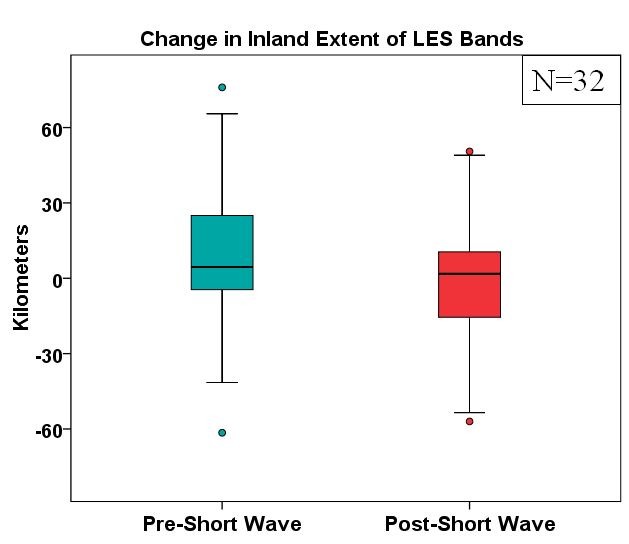 Change in Inland Extent of LES Bands
N=32
Kilometers
60
30
0
-30
-60
Pre-Short Wave
Post-Short Wave